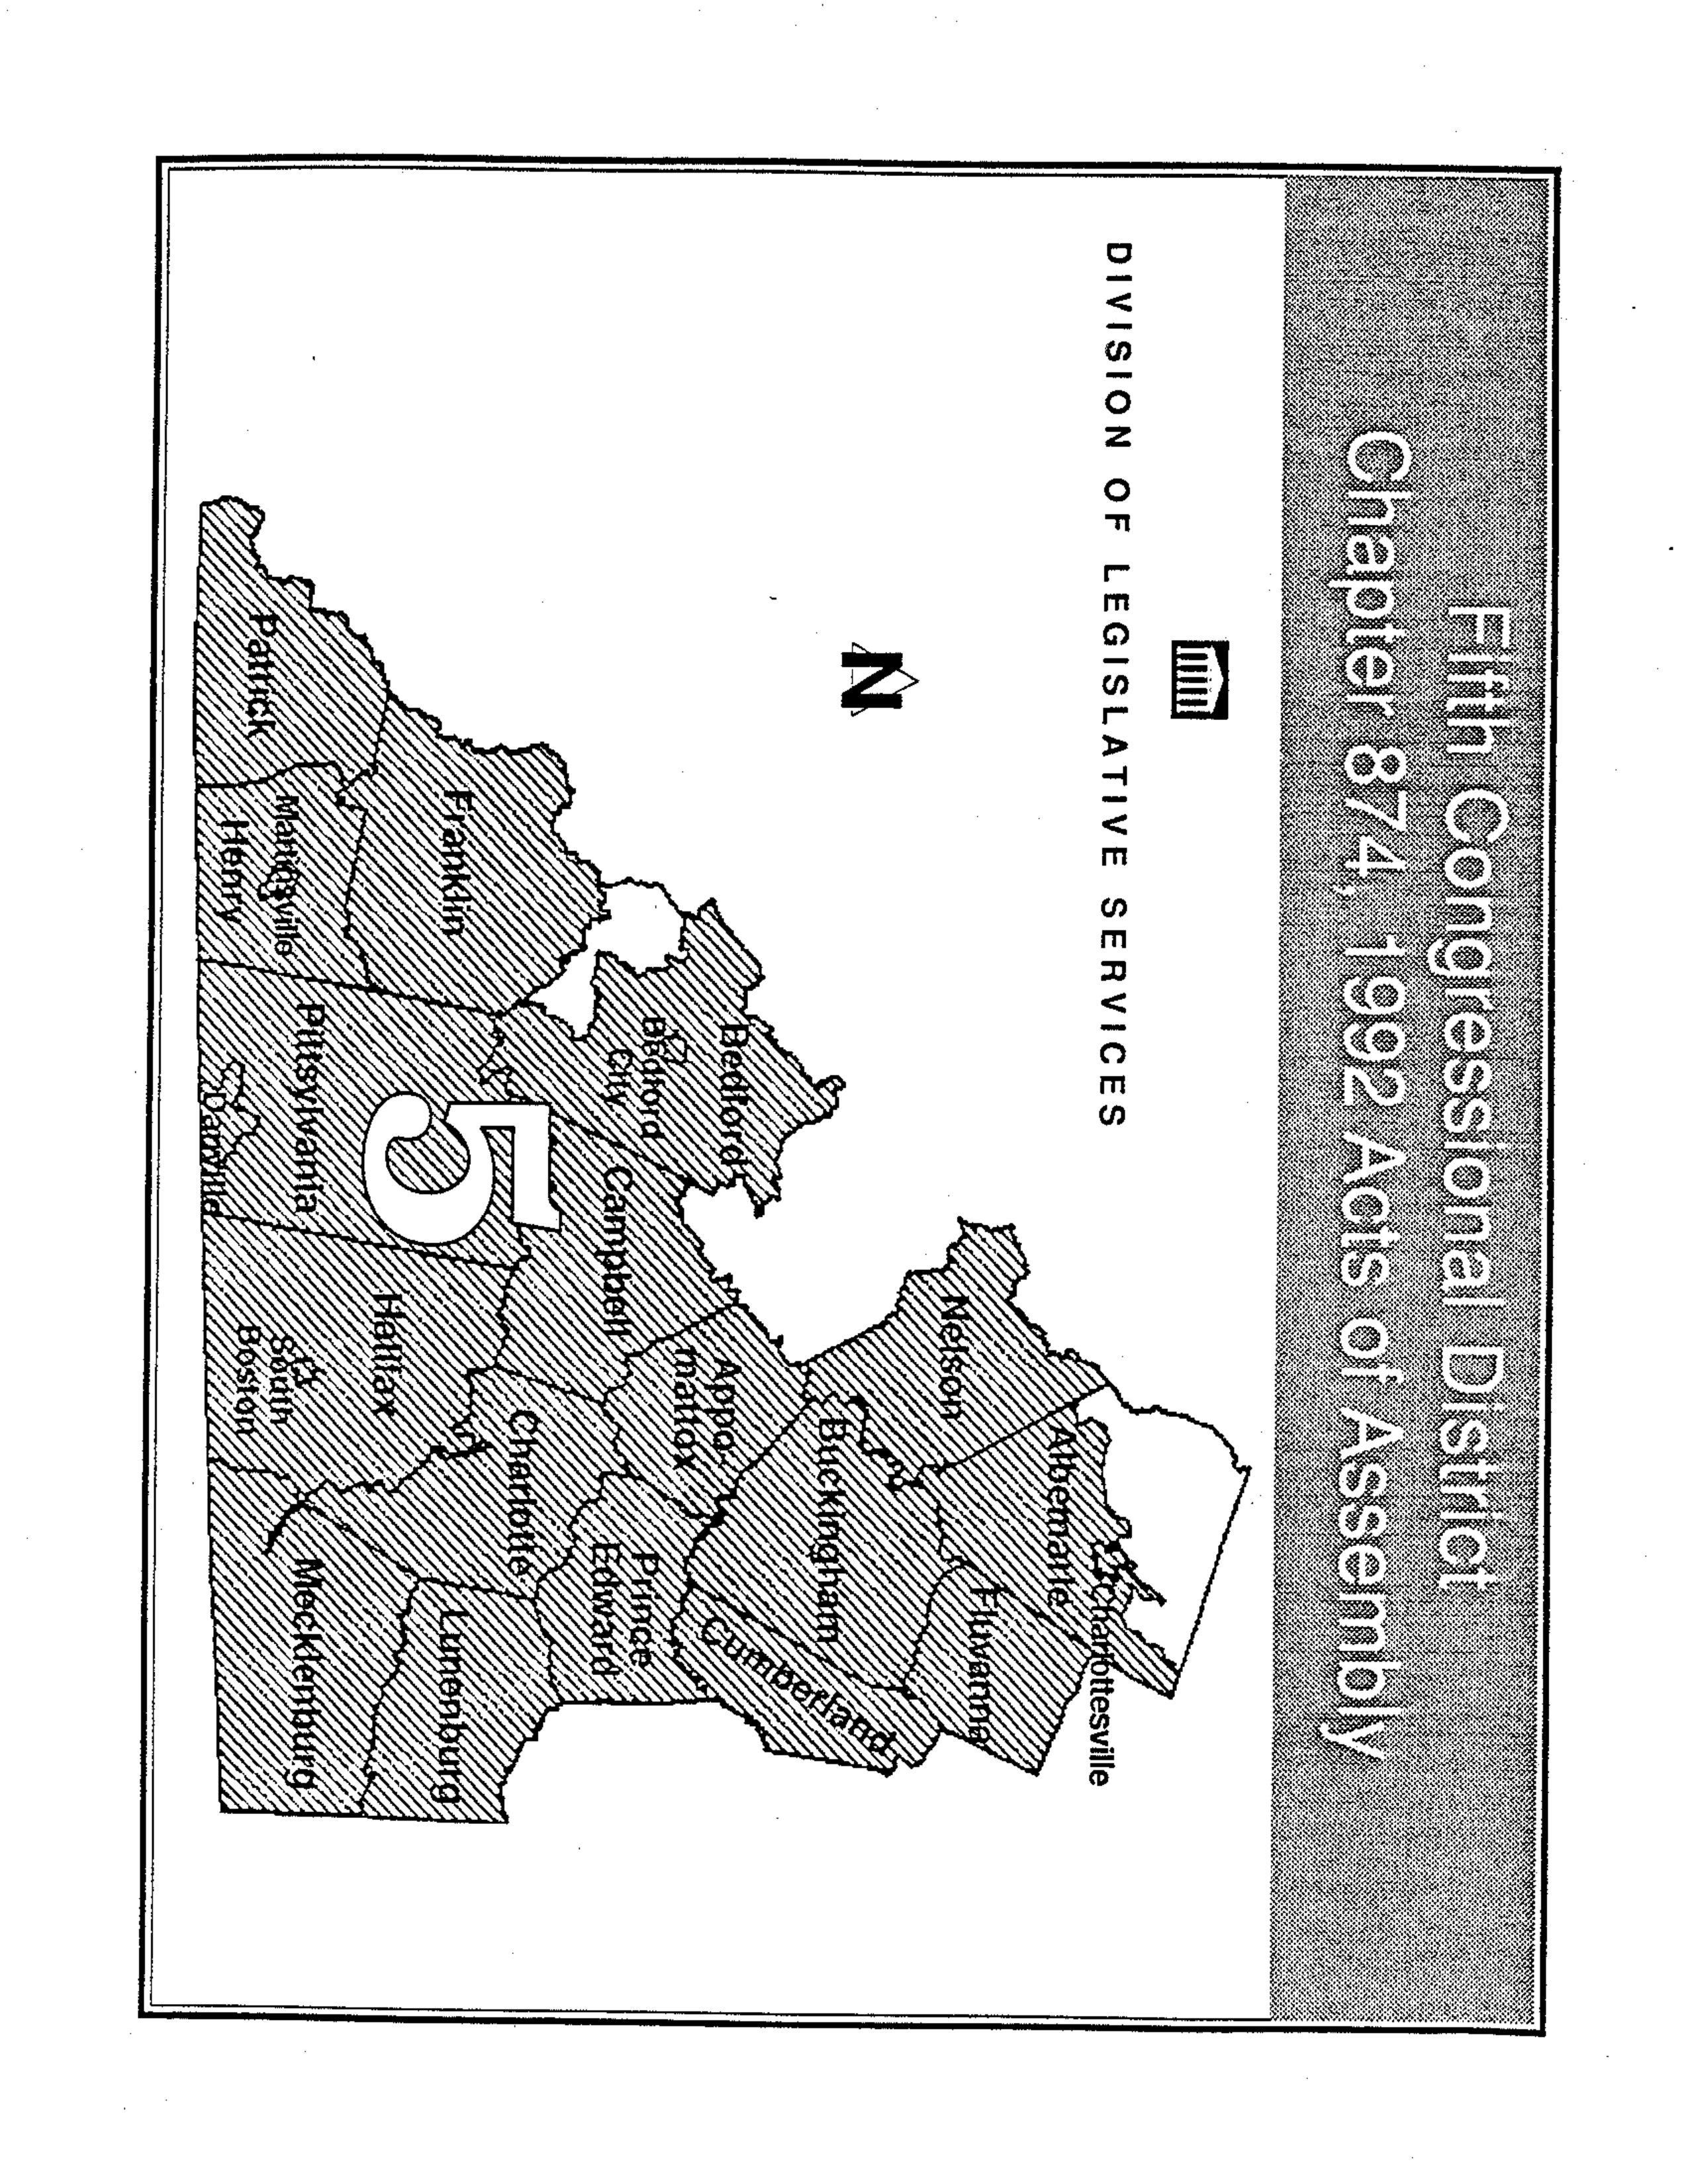 Fifth Congressional District
Chapter 874, 1992 Acts of Assembly
DIVISION OF LEGISLATIVE SERVICES
N
Nelson
Albemarle
Charlottesville
Fluvanna
Buckingham
Cumberland
Bedford
Bedford
City
Appo-
mattox
Campbell
Prince
Edward
Franklin
5
Charlotte
Lunenburg
Patrick
Martinsville
Henry
Pittsylvania
Danville
Halifax
South
Boston
Mecklenburg